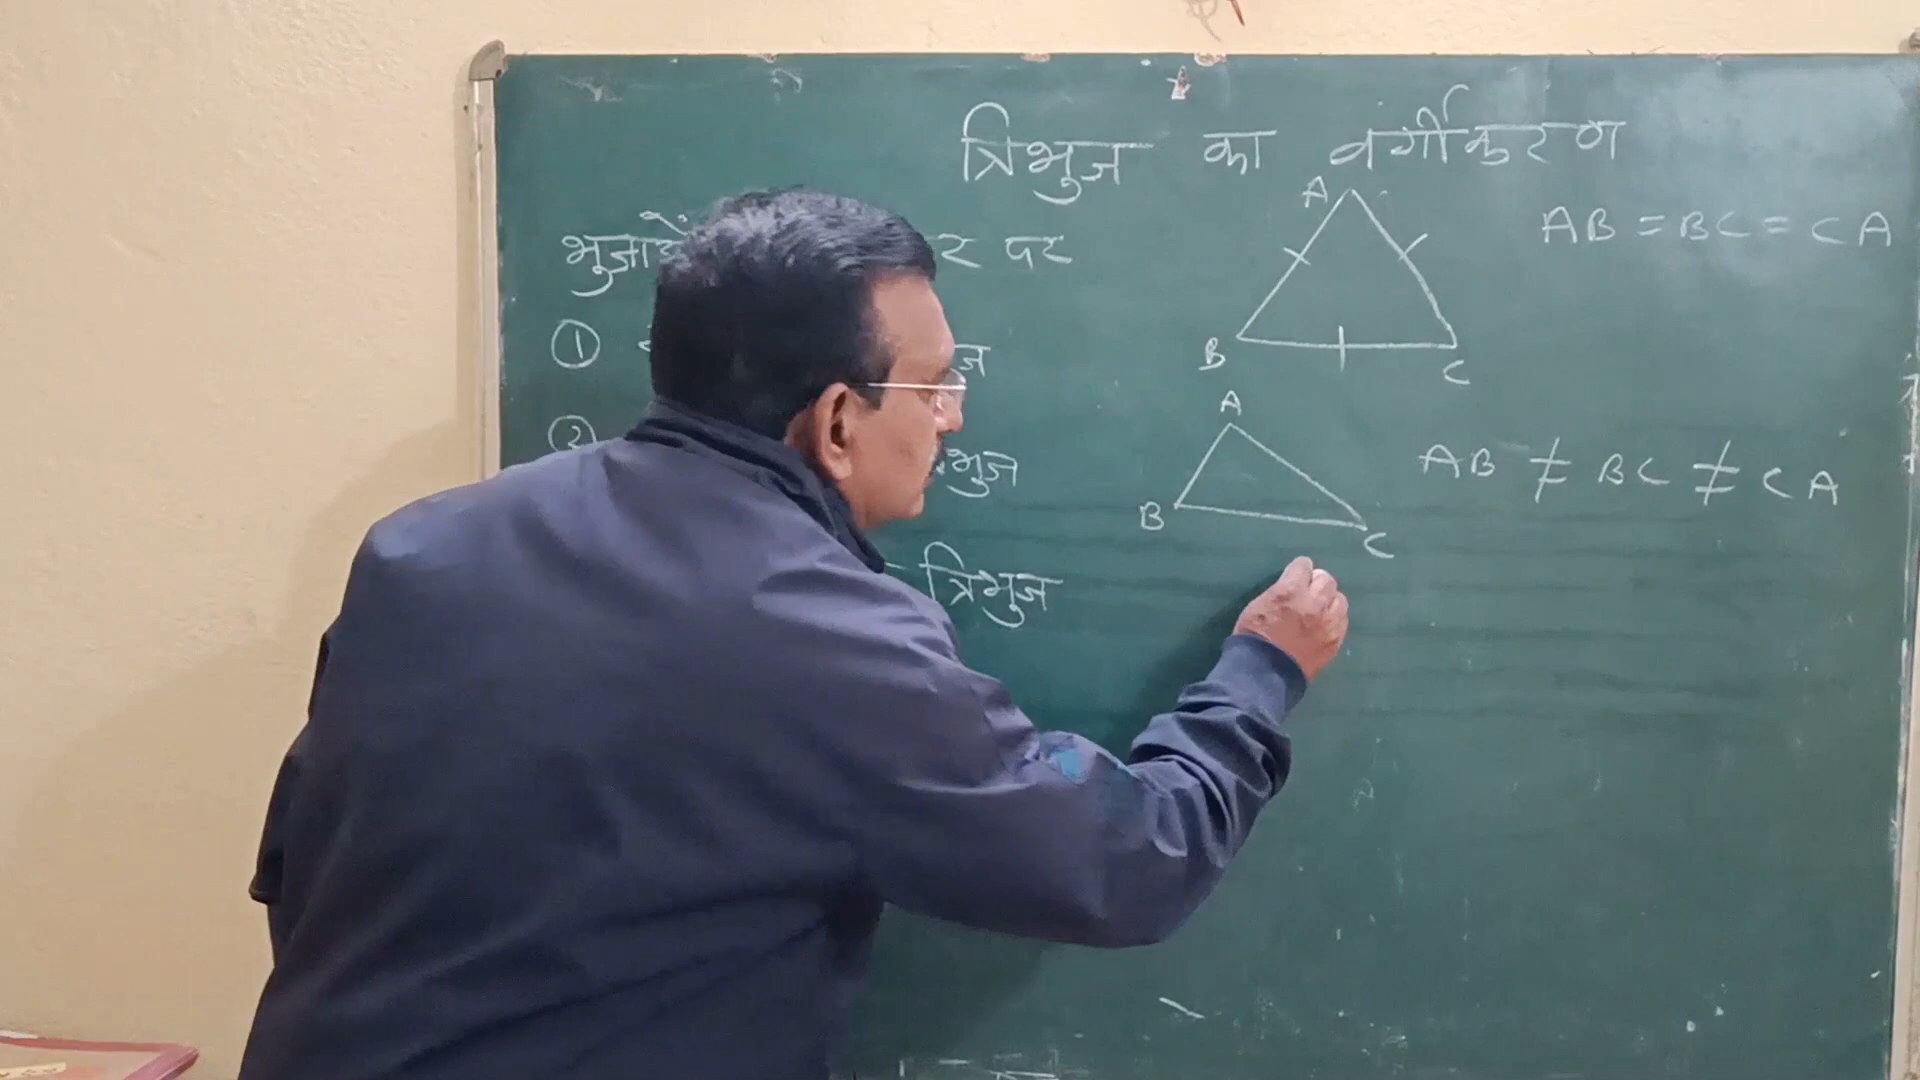 त्रिभुज का वर्गीकरण
पर
A
AB = BC = CA
B
C
①
②
A
AB ≠ BC ≠ CA
B
C
त्रिभुज